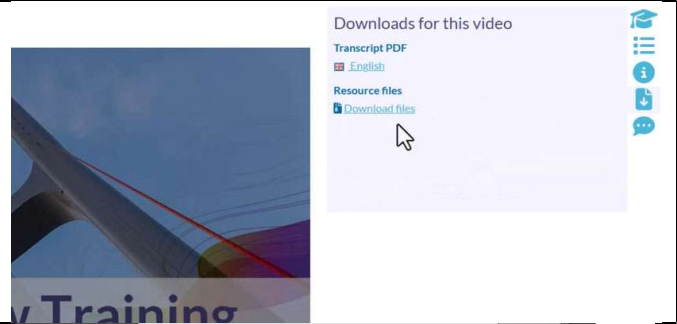 Downloads for this video
Transcript PDF
English
Resource files
Download files
Training